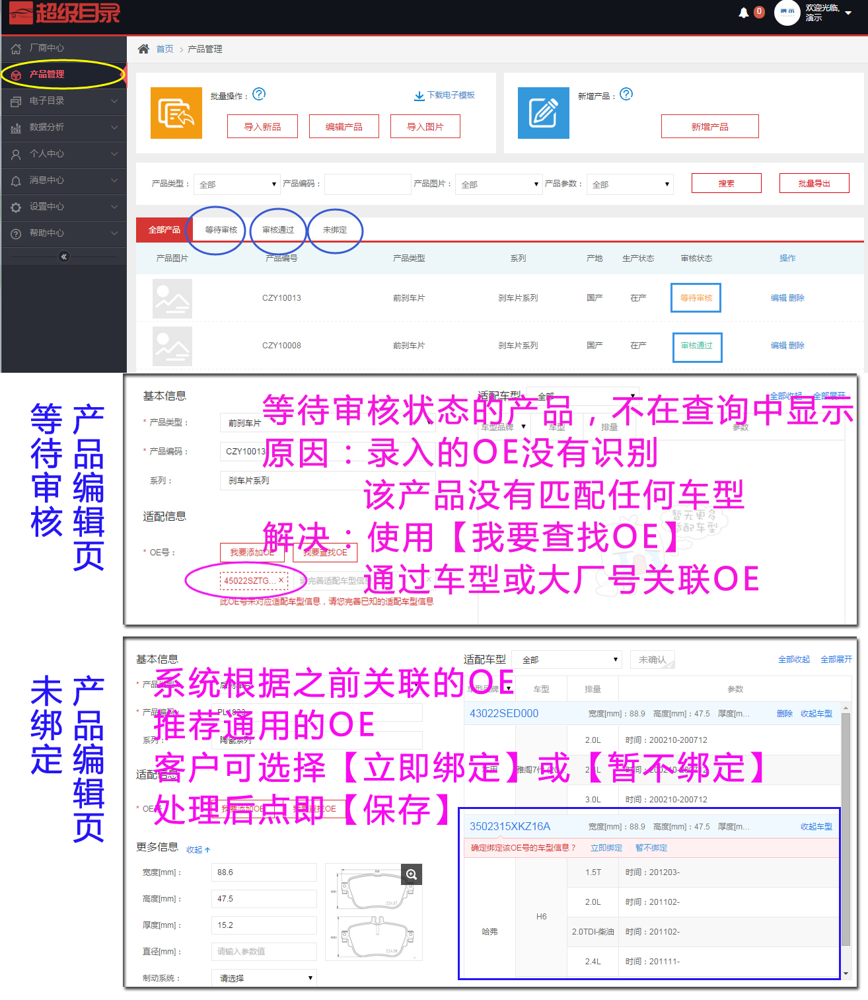 超级目录
0
演示
欢迎光临,
演示
厂商中心
产品管理
电子目录
数据分析
个人中心
消息中心
设置中心
帮助中心
首页 > 产品管理
批量操作：
下载电子模板
导入新品
编辑产品
导入图片
新增产品：
新增产品
产品类型： 全部 产品编码： 产品图片： 全部 产品参数： 全部 搜索 批量导出
全部产品 等待审核 审核通过 未绑定
产品图片 产品编号 产品类型 系列 产地 生产状态 审核状态 操作
CZY10013 前刹车片 刹车片系列 国产 在产 等待审核 编辑 删除
CZY10008 前刹车片 刹车片系列 国产 在产 审核通过 编辑 删除
产品编辑页
等待审核
基本信息
* 产品类型： 前刹车片
* 产品编码： CZY10013
系列： 刹车片系列
适配信息
* OE号： 我要添加OE 我要查找OE
45022SZTG... ×
请完善适配车型信息 ×
此OE号未对应适配车型信息，请您完善已知的适配车型信息
适配车型 全部 全部收起 全部展开
车型品牌 车型 排量 参数
暂无更多
适配车型
等待审核状态的产品，不在查询中显示
原因：录入的OE没有识别
该产品没有匹配任何车型
解决：使用【我要查找OE】
通过车型或大厂号关联OE
产品编辑页
未绑定
基本信息
* 产品类型： 后刹车片
* 产品编码：
系列： 陶瓷系列
适配信息
* OE号 我要添加OE 我要查找OE
更多信息 收起
宽度[mm]： 88.6
高度[mm]： 47.5
厚度[mm]： 15.2
直径[mm]： 请输入参数值
制动系统： 请选择
系统根据之前关联的OE
推荐通用的OE
客户可选择【立即绑定】或【暂不绑定】
处理后点即【保存】
适配车型 全部 未确认 全部收起 全部展开
车型品牌 车型 排量 参数
43022SED000 宽度[mm]：88.9 高度[mm]：47.5 厚度[m... 删除 收起车型
2.0L 时间：200210-200712
时间：200210-200712
3.0L 时间：200210-200712
3502315XKZ16A 宽度[mm]：88.9 高度[mm]：47.5 厚度[m... 收起车型
确定绑定该OE号的车型信息？ 立即绑定 暂不绑定
哈弗 H6
1.5T 时间：201203-
2.0L 时间：201102-
2.0TDI-柴油 时间：201102-
2.4L 时间：201111-